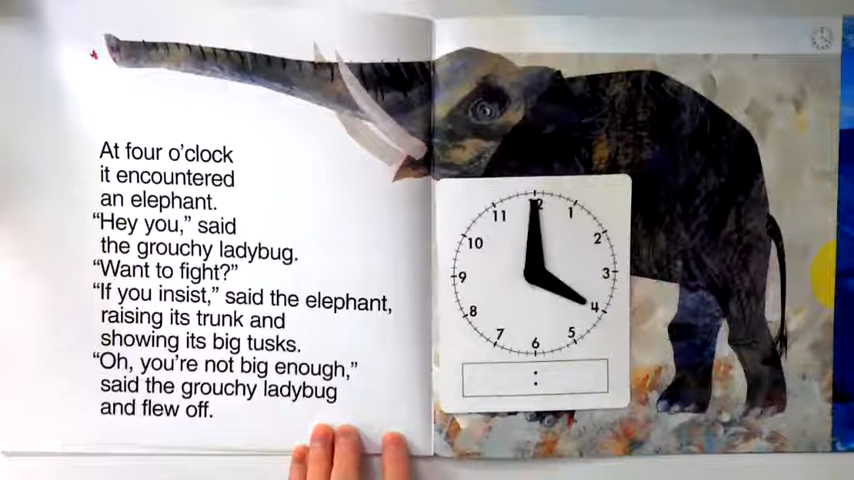 At four o'clock
it encountered
an elephant.
“Hey you,” said
the grouchy ladybug.
“Want to fight?”
“If you insist,” said the elephant,
raising its trunk and
showing its big tusks.
“Oh, you're not big enough,”
said the grouchy ladybug
and flew off.
12
1
2
3
4
5
6
7
8
9
10
11
: